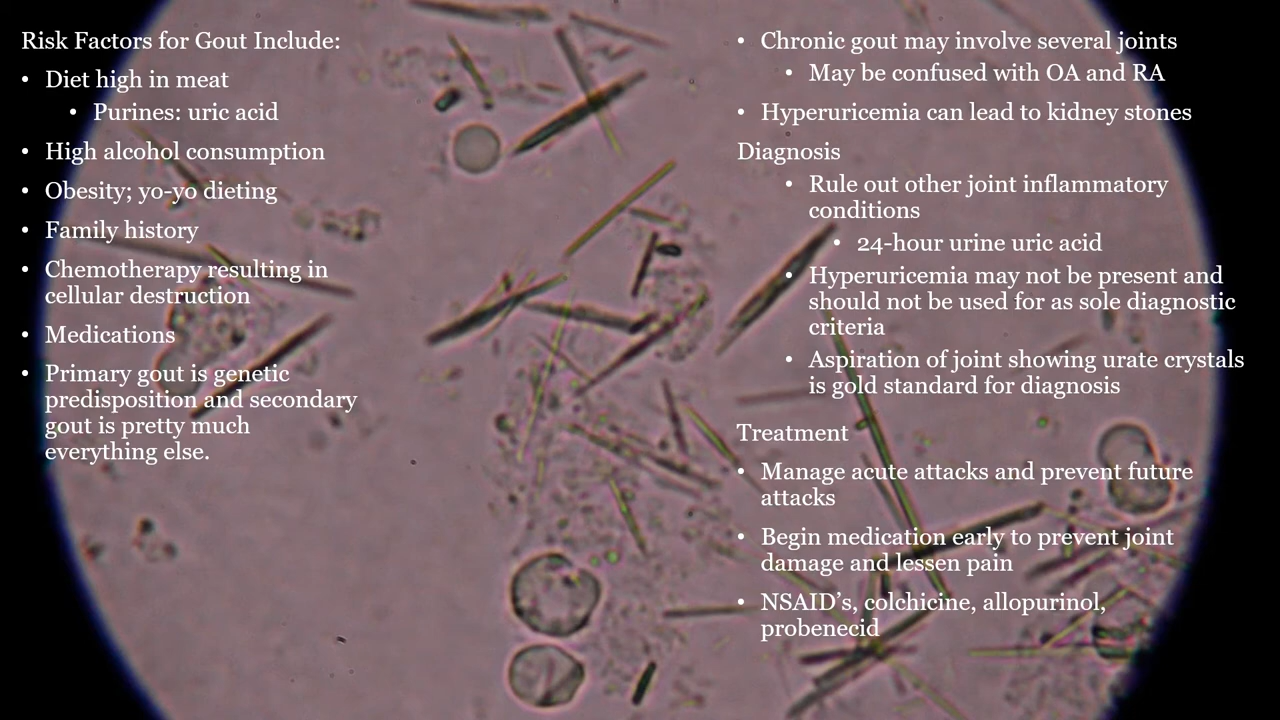 Risk Factors for Gout Include:
• Diet high in meat
• Purines: uric acid
• High alcohol consumption
• Obesity; yo-yo dieting
• Family history
• Chemotherapy resulting in
cellular destruction
• Medications
• Primary gout is genetic
predisposition and secondary
gout is pretty much
everything else.
• Chronic gout may involve several joints
• May be confused with OA and RA
• Hyperuricemia can lead to kidney stones
Diagnosis
• Rule out other joint inflammatory
conditions
• 24-hour urine uric acid
• Hyperuricemia may not be present and
should not be used for as sole diagnostic
criteria
• Aspiration of joint showing urate crystals
is gold standard for diagnosis
Treatment
• Manage acute attacks and prevent future
attacks
• Begin medication early to prevent joint
damage and lessen pain
• NSAID’s, colchicine, allopurinol,
probenecid